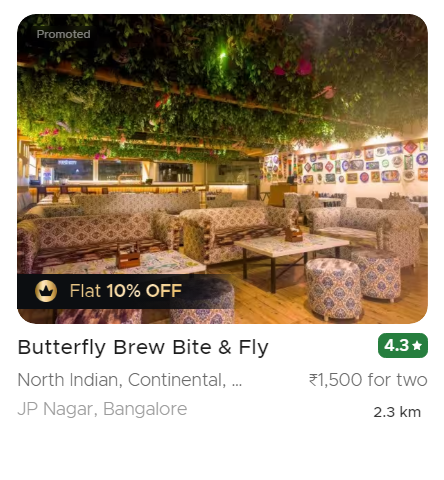 Promoted
Flat 10% OFF
Butterfly Brew Bite & Fly
4.3★
North Indian, Continental, ...
₹1,500 for two
JP Nagar, Bangalore
2.3 km